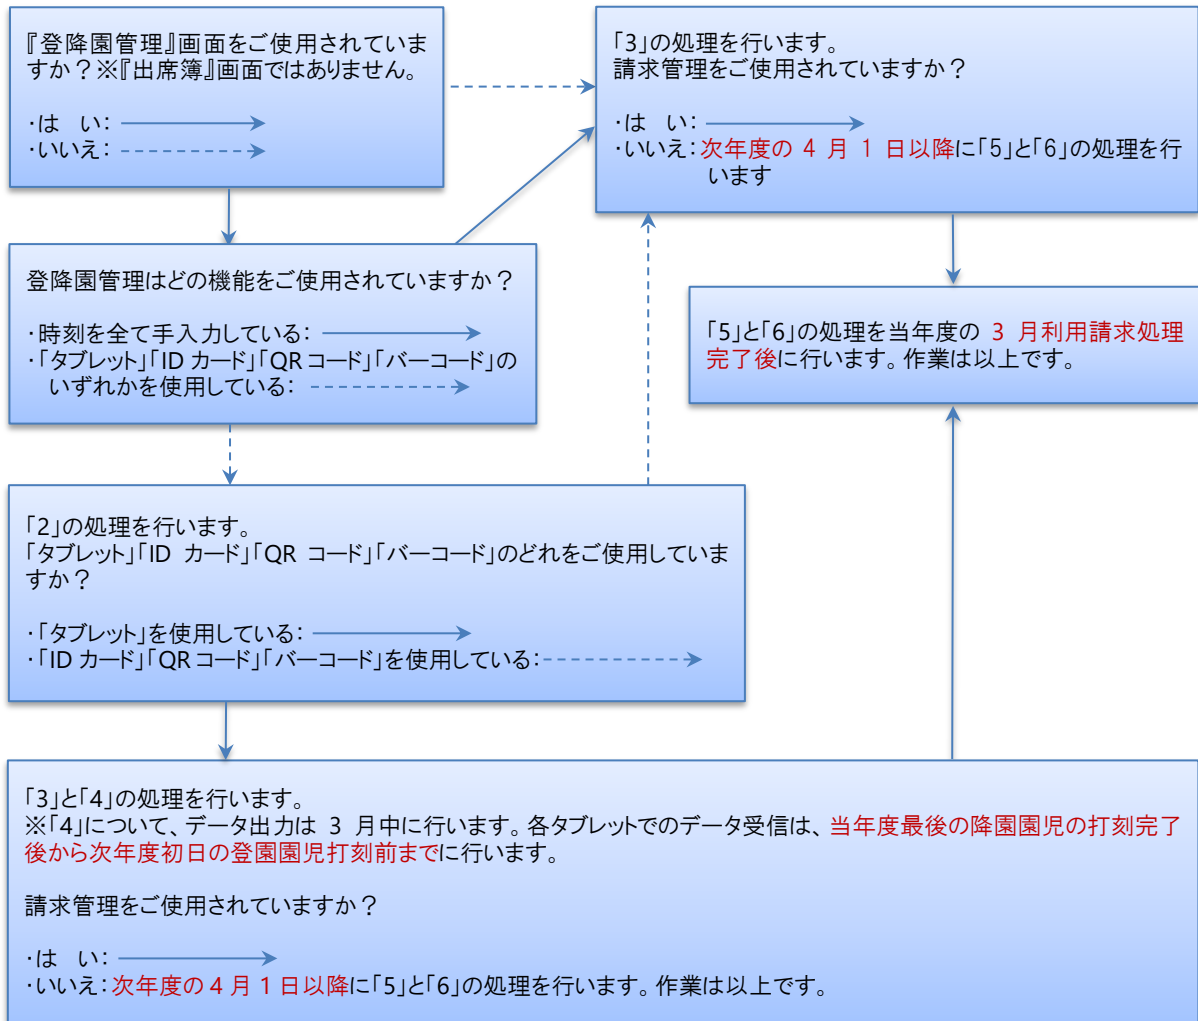 『登降園管理』画面をご使用されていま
すか？※『出席簿』画面ではありません。
・は　い：
・いいえ：
「3」の処理を行います。
請求管理をご使用されていますか？
・は　い：
・いいえ：次年度の 4 月 1 日以降に「5」と「6」の処理を行
います
登降園管理はどの機能をご使用されていますか？
・時刻を全て手入力している：
・「タブレット」「ID カード」「QR コード」「バーコード」の
いずれかを使用している：
「5」と「6」の処理を当年度の 3 月利用請求処理
完了後に行います。作業は以上です。
「2」の処理を行います。
「タブレット」「ID カード」「QR コード」「バーコード」のどれをご使用していま
すか？
・「タブレット」を使用している：
・「ID カード」「QR コード」「バーコード」を使用している：
「3」と「4」の処理を行います。
※「4」について、データ出力は 3 月中に行います。各タブレットでのデータ受信は、当年度最後の降園園児の打刻完了
後から次年度初日の登園園児打刻前までに行います。
請求管理をご使用されていますか？
・は　い：
・いいえ：次年度の 4 月 1 日以降に「5」と「6」の処理を行います。作業は以上です。